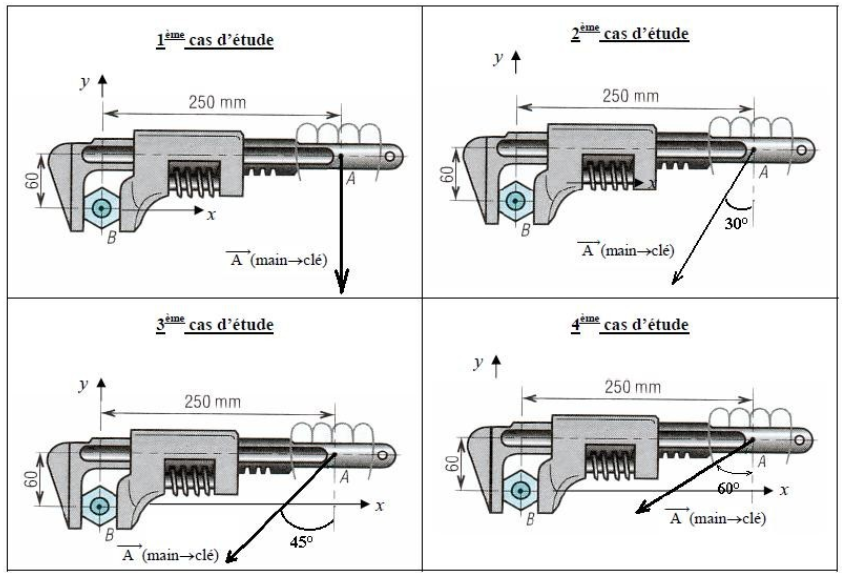 1ème cas d'étude
y
250 mm
60
A
x
B
A (main→clé)
2ème cas d'étude
y
250 mm
60
A
x
B
30°
A (main→clé)
3ème cas d'étude
y
250 mm
60
A
x
B
45°
A (main→clé)
4ème cas d'étude
y
250 mm
60
A
60°
x
B
A (main→clé)